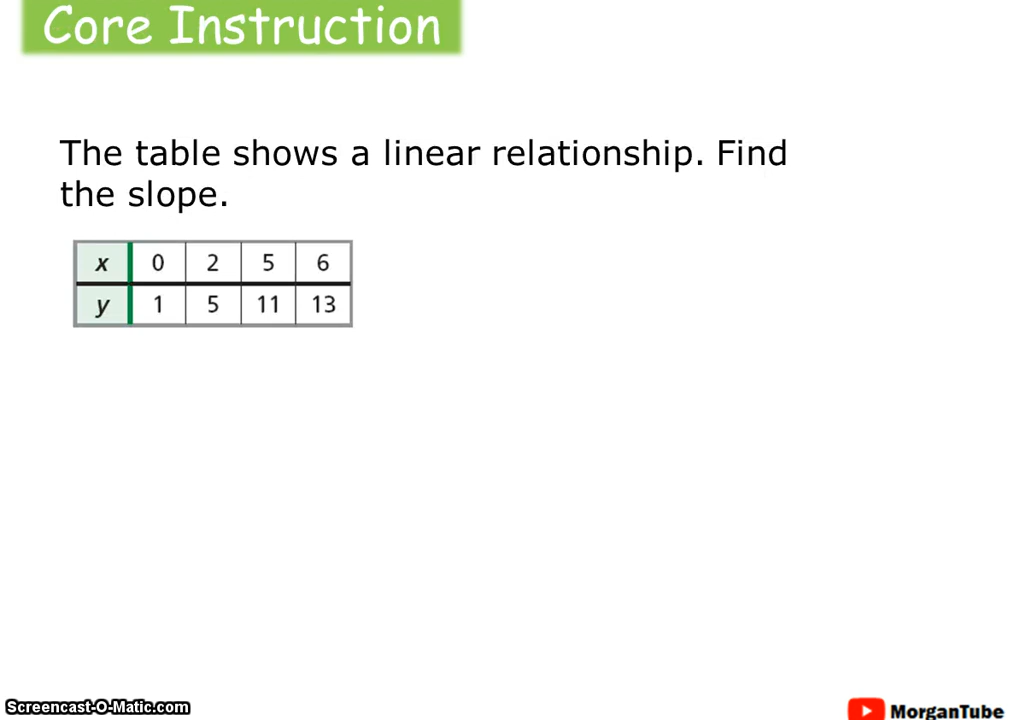 Core Instruction
The table shows a linear relationship. Find
the slope.
x 0 2 5 6
y 1 5 11 13
Screencast-O-Matic.com
MorganTube